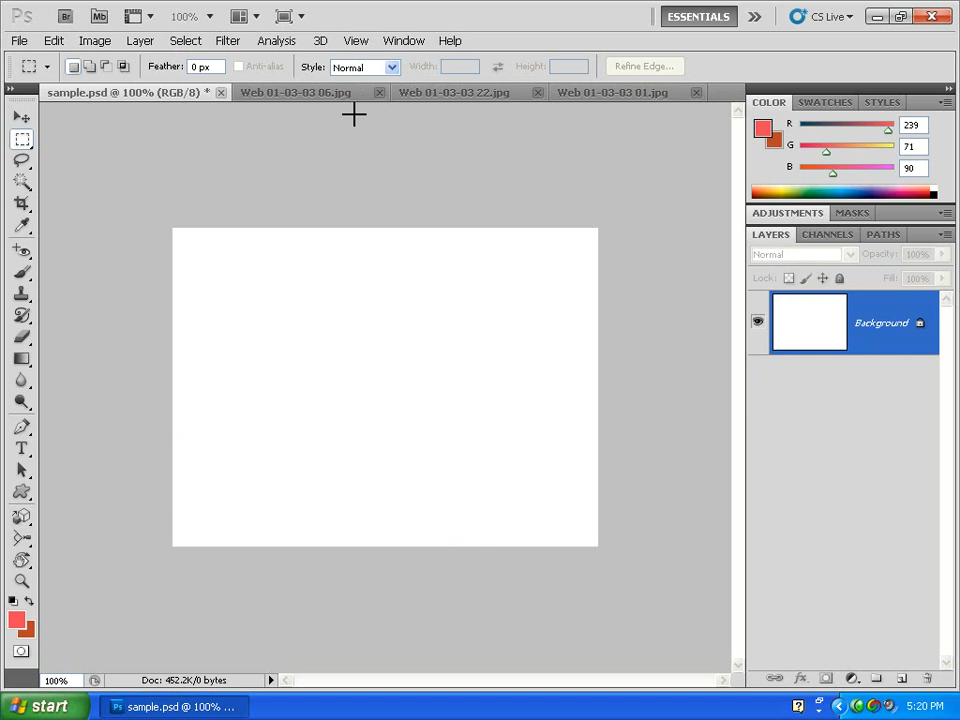 Ps Br Mb 100% ESSENTIALS CS Live
File Edit Image Layer Select Filter Analysis 3D View Window Help
Feather: 0 px Anti-alias Style: Normal Width: Height: Refine Edge...
sample.psd @ 100% (RGB/8) * Web 01-03-03 06.jpg Web 01-03-03 22.jpg Web 01-03-03 01.jpg
COLOR SWATCHES STYLES
R 239
G 71
B 90
ADJUSTMENTS MASKS
LAYERS CHANNELS PATHS
Normal Opacity: 100%
Lock: Fill: 100%
Background
T
100% Doc: 452.2K/0 bytes
start Ps sample.psd @ 100% ... 5:20 PM